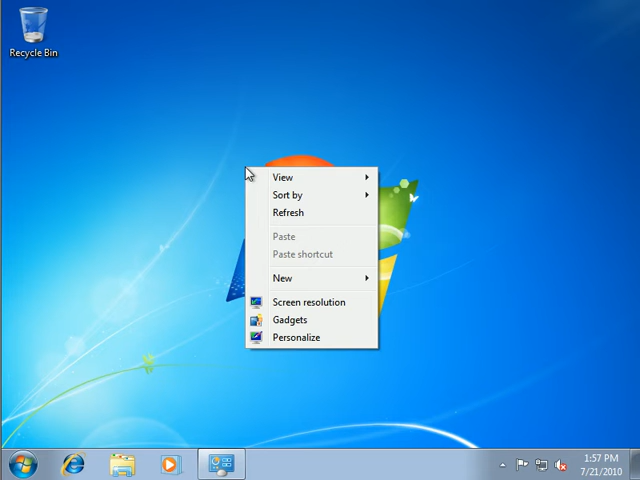 Recycle Bin
View
Sort by
Refresh
Paste
Paste shortcut
New
Screen resolution
Gadgets
Personalize
1:57 PM
7/21/2010